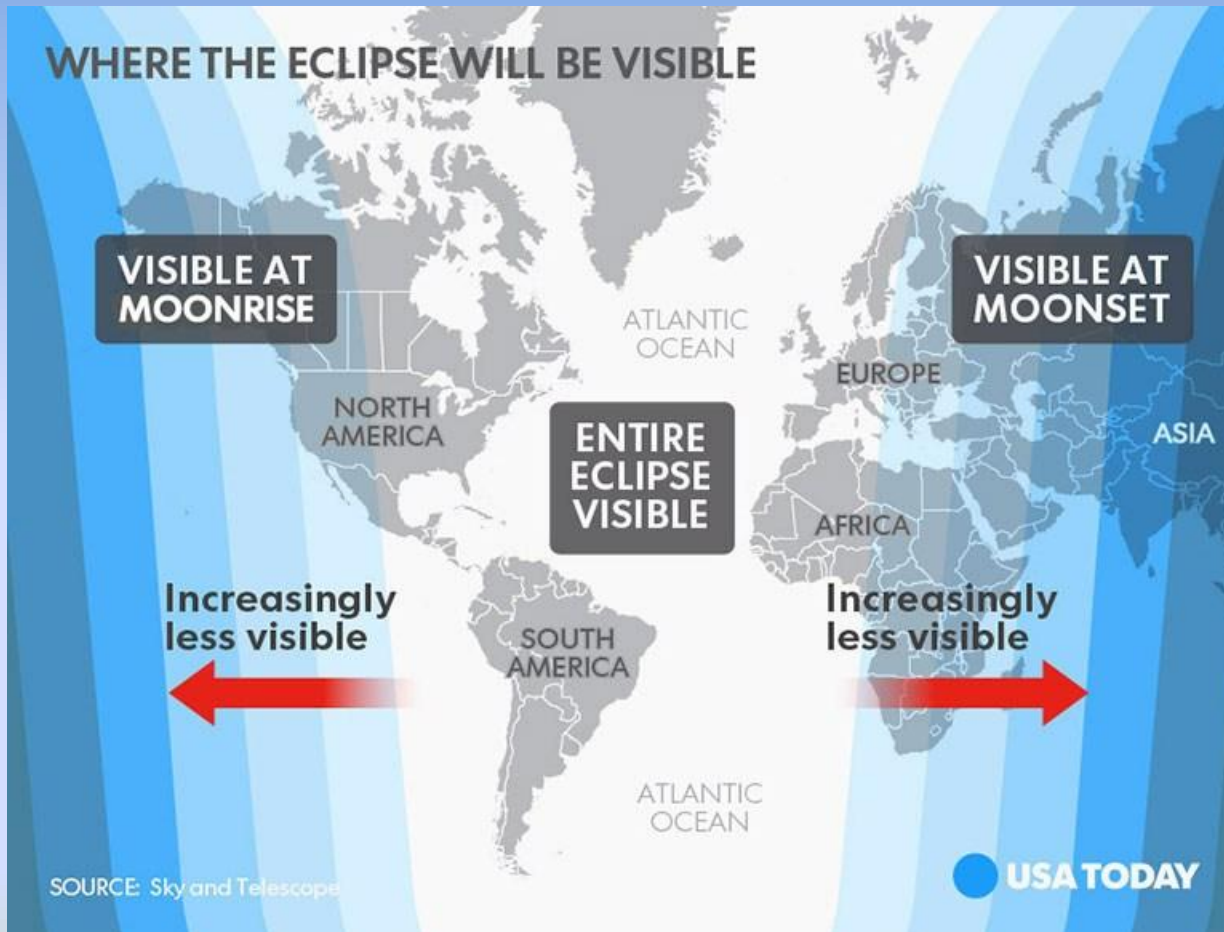 WHERE THE ECLIPSE WILL BE VISIBLE
VISIBLE AT
MOONRISE
VISIBLE AT
MOONSET
ATLANTIC
OCEAN
EUROPE
NORTH
AMERICA
ENTIRE
ECLIPSE
VISIBLE
ASIA
AFRICA
Increasingly
less visible
Increasingly
less visible
SOUTH
AMERICA
ATLANTIC
OCEAN
SOURCE: Sky and Telescope
USA TODAY